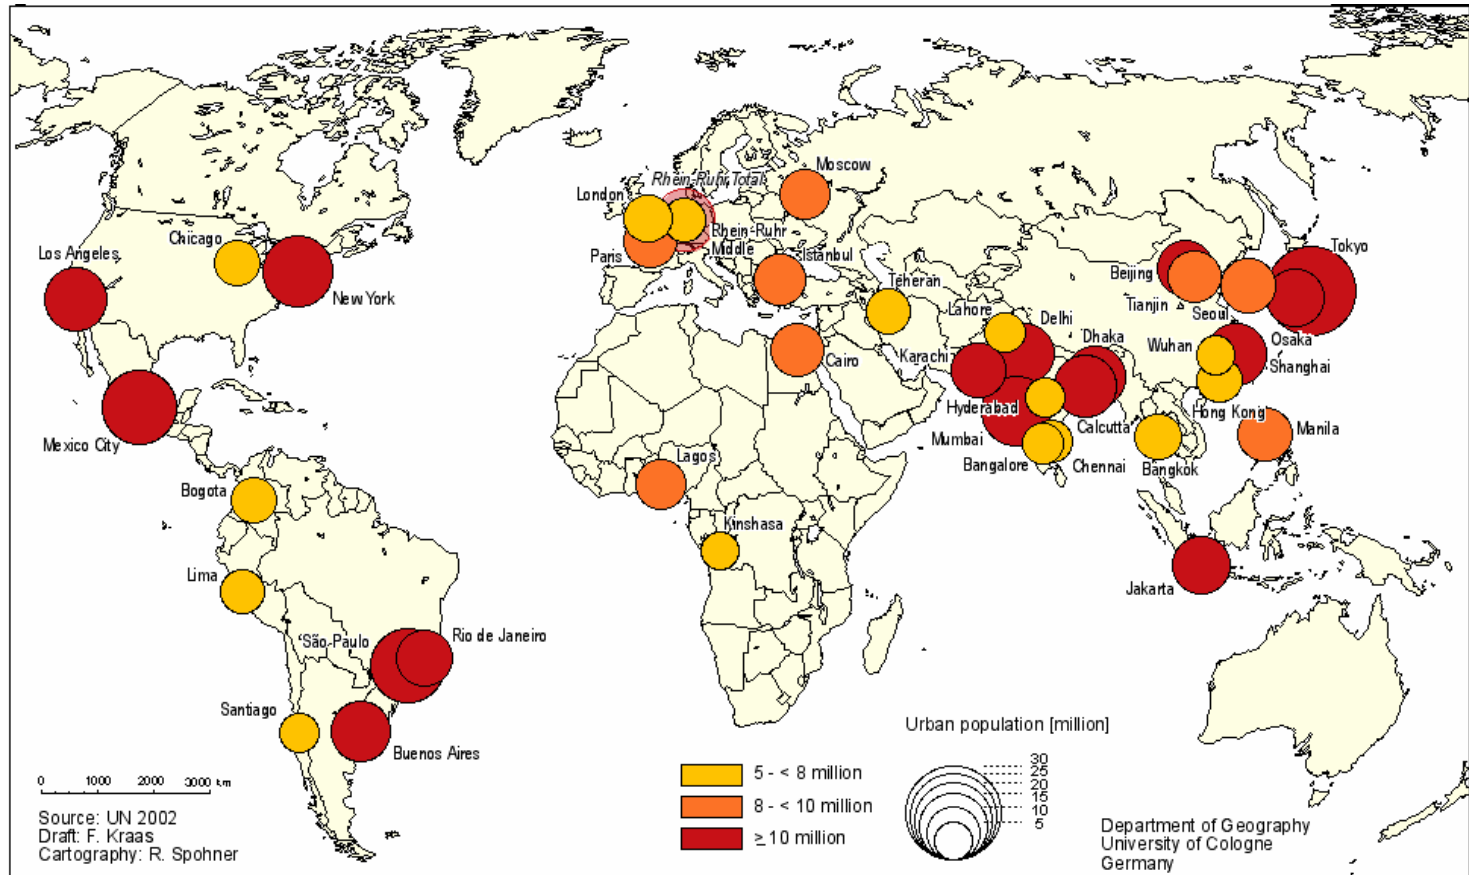 Moscow
Rhein-Ruhr,Total
London
Rhein-Ruhr
Middle
Paris
Istanbul
Chicago
Los Angeles
New York
Teheran
Beijing
Tokyo
Tianjin
Seoul
Lahore
Delhi
Dhaka
Wuhan
Osaka
Shanghai
Cairo
Karachi
Hyderabad
Hong Konig
Mexico City
Mumbai
Calcutta
Manila
Bangalore
Chennai
Bangkok
Lagos
Bogota
Kinshasa
Lima
Jakarta
São-Paulo
Rio de Janeiro
Santiago
Buenos Aires
Urban population [million]
30
25
20
15
10
5
5 - < 8 million
8 - < 10 million
≥ 10 million
0 1000 2000 3000 km
Source: UN 2002
Draft: F. Kraas
Cartography: R. Spohner
Department of Geography
University of Cologne
Germany